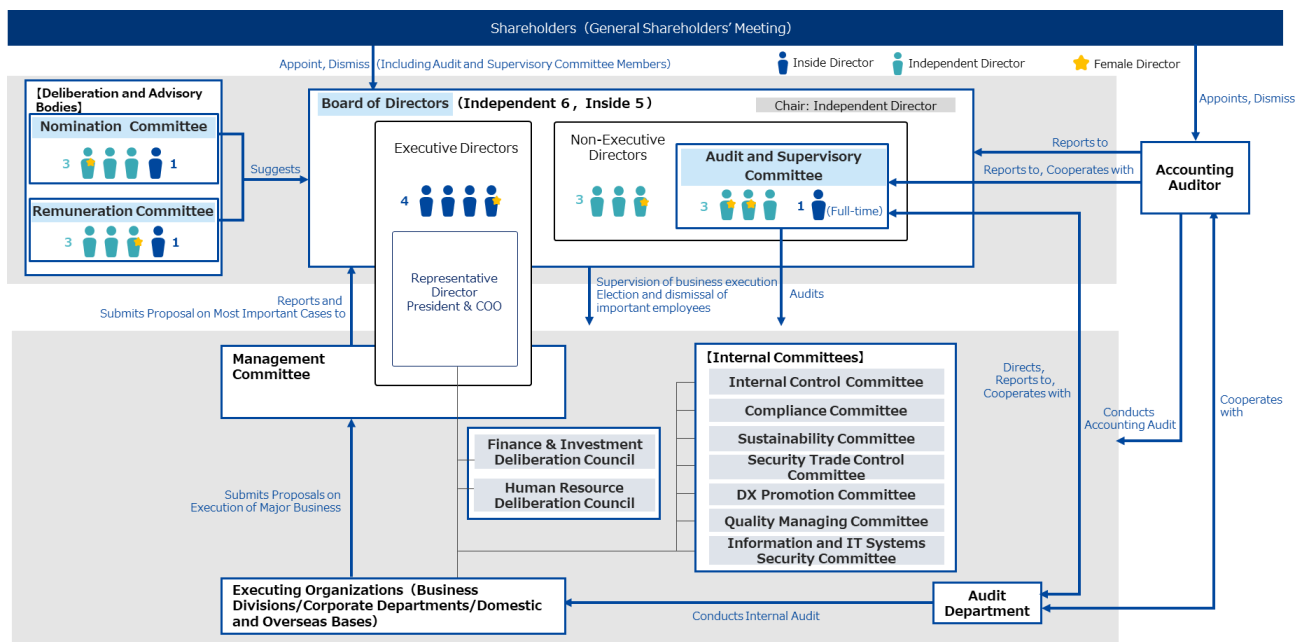 Shareholders（General Shareholders’ Meeting）
Appoint, Dismiss（Including Audit and Supervisory Committee Members）
Inside Director
Independent Director
Female Director
【Deliberation and Advisory
Bodies】
Nomination Committee
3
1
Remuneration Committee
3
1
Suggests
Board of Directors（Independent 6，Inside 5）
Chair: Independent Director
Executive Directors
4
Representative
Director
President & COO
Non-Executive
Directors
3
Audit and Supervisory
Committee
3
1
(Full-time)
Appoints, Dismiss
Reports to
Reports to, Cooperates with
Accounting
Auditor
Reports and
Submits Proposal on Most Important Cases to
Supervision of business execution
Election and dismissal of
important employees
Audits
Management
Committee
【Internal Committees】
Internal Control Committee
Compliance Committee
Sustainability Committee
Security Trade Control
Committee
DX Promotion Committee
Quality Managing Committee
Information and IT Systems
Security Committee
Directs,
Reports to,
Cooperates with
Conducts
Accounting Audit
Cooperates
with
Finance & Investment
Deliberation Council
Human Resource
Deliberation Council
Submits Proposals on
Execution of Major Business
Executing Organizations（Business
Divisions/Corporate Departments/Domestic
and Overseas Bases）
Conducts Internal Audit
Audit
Department